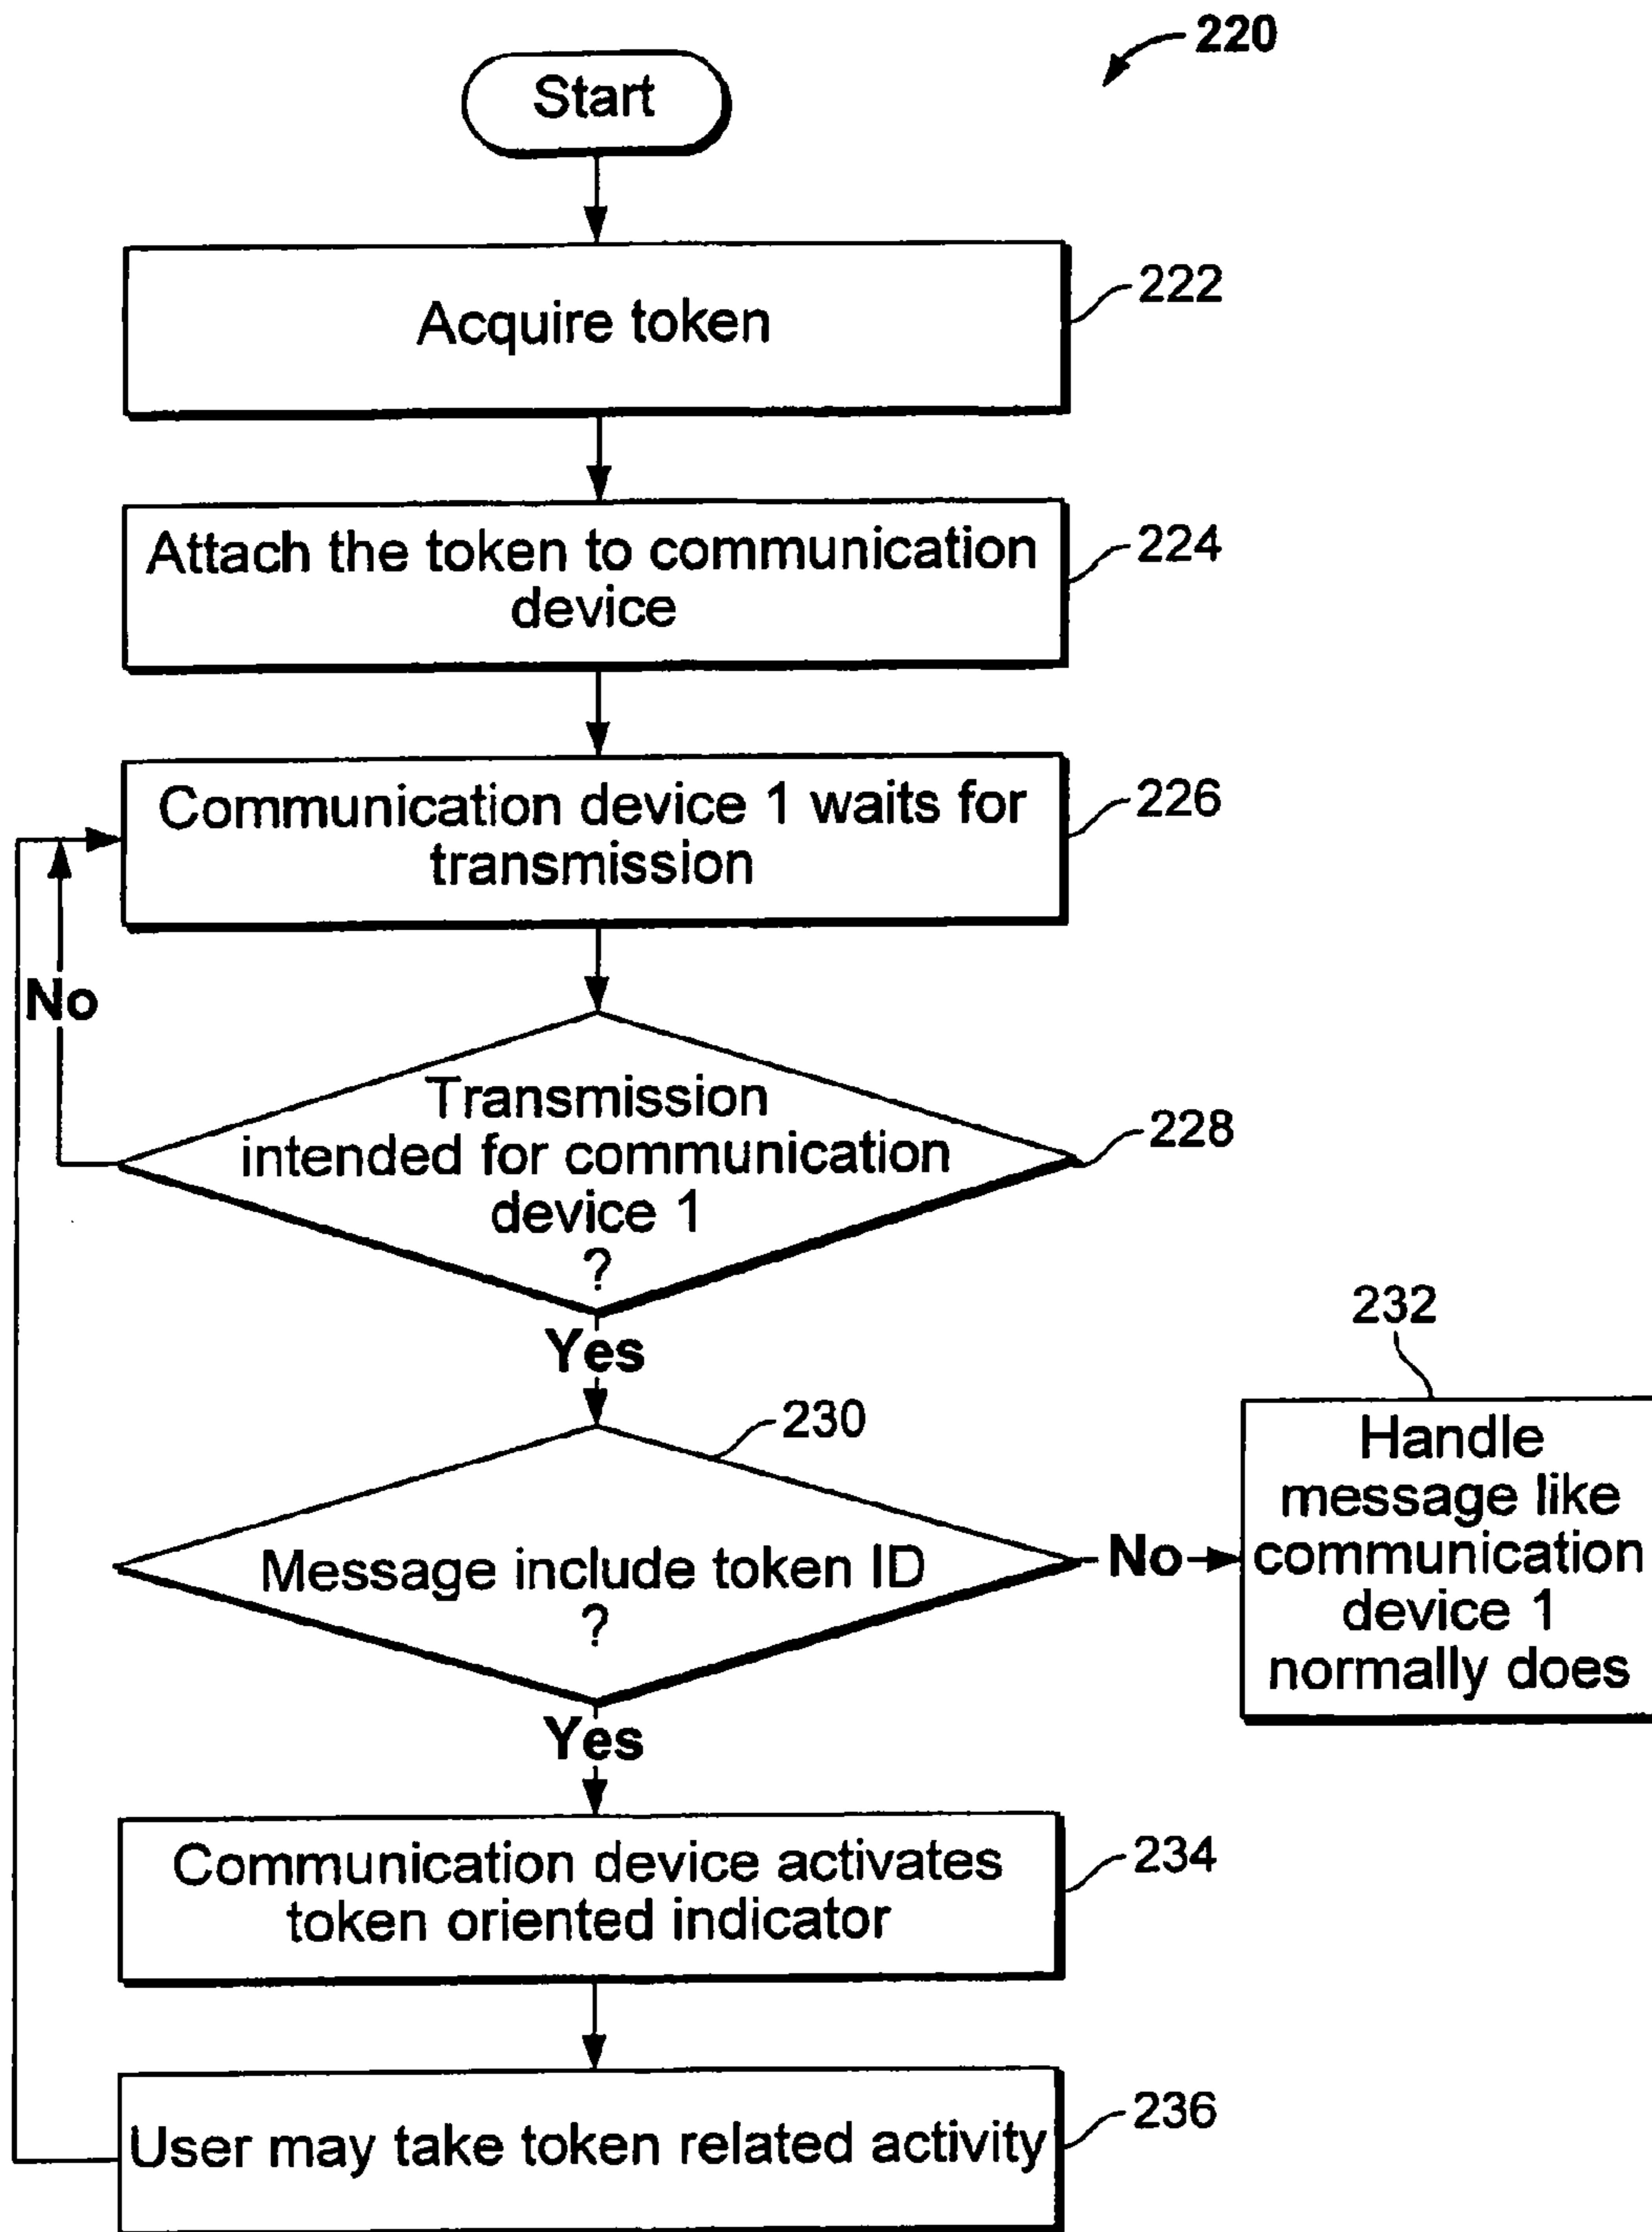 220
Start
Acquire token
222
Attach the token to communication
device
224
Communication device 1 waits for
transmission
226
No
Transmission
intended for communication
device 1
?
228
Yes
230
Message include token ID
?
No
232
Handle
message like
communication
device 1
normally does
Yes
Communication device activates
token oriented indicator
234
User may take token related activity
236